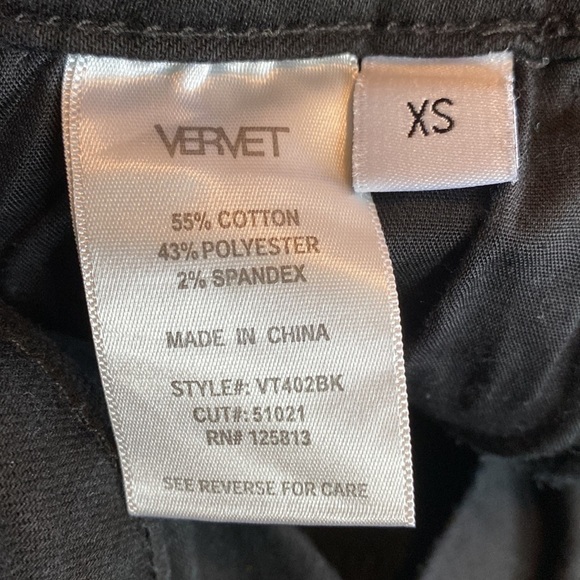 VERVET
XS
55% COTTON
43% POLYESTER
2% SPANDEX
MADE IN CHINA
STYLE#: VT402BK
CUT#: 51021
RN# 125813
SEE REVERSE FOR CARE